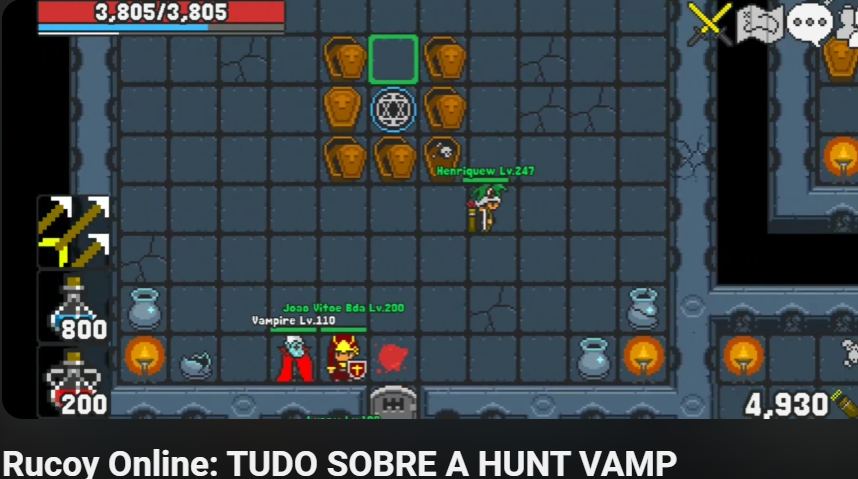 3,805/3,805
Henriquew Lv.247
Joao Vitoe Bda Lv.200
Vampire Lv.110
800
200
4,930
Rucoy Online: TUDO SOBRE A HUNT VAMP